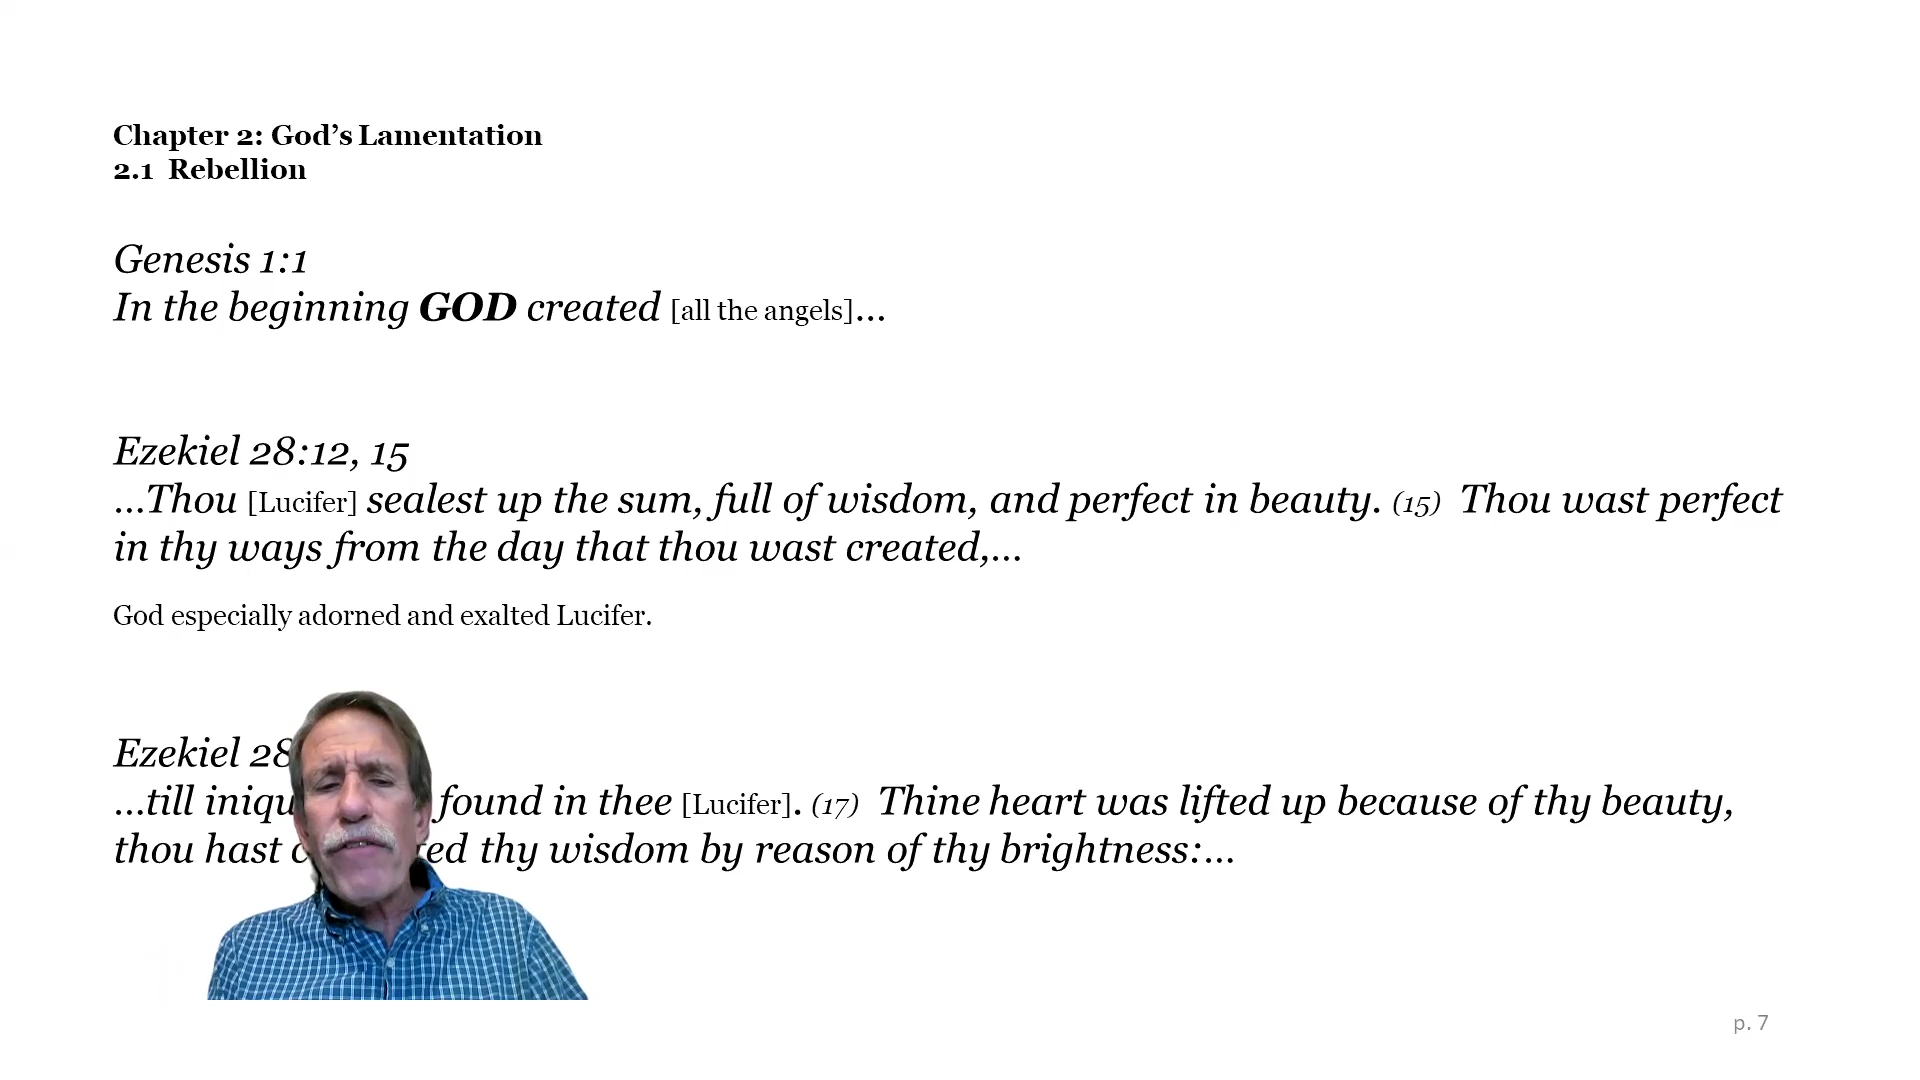 Chapter 2: God's Lamentation
2.1 Rebellion
Genesis 1:1
In the beginning GOD created [all the angels]...
Ezekiel 28:12, 15
...Thou [Lucifer] sealest up the sum, full of wisdom, and perfect in beauty. (15) Thou wast perfect
in thy ways from the day that thou wast created,...
God especially adorned and exalted Lucifer.
Ezekiel
...till found in thee [Lucifer]. (17) Thine heart was lifted up because of thy beauty,
thou hast thy wisdom by reason of thy brightness:...
p. 7